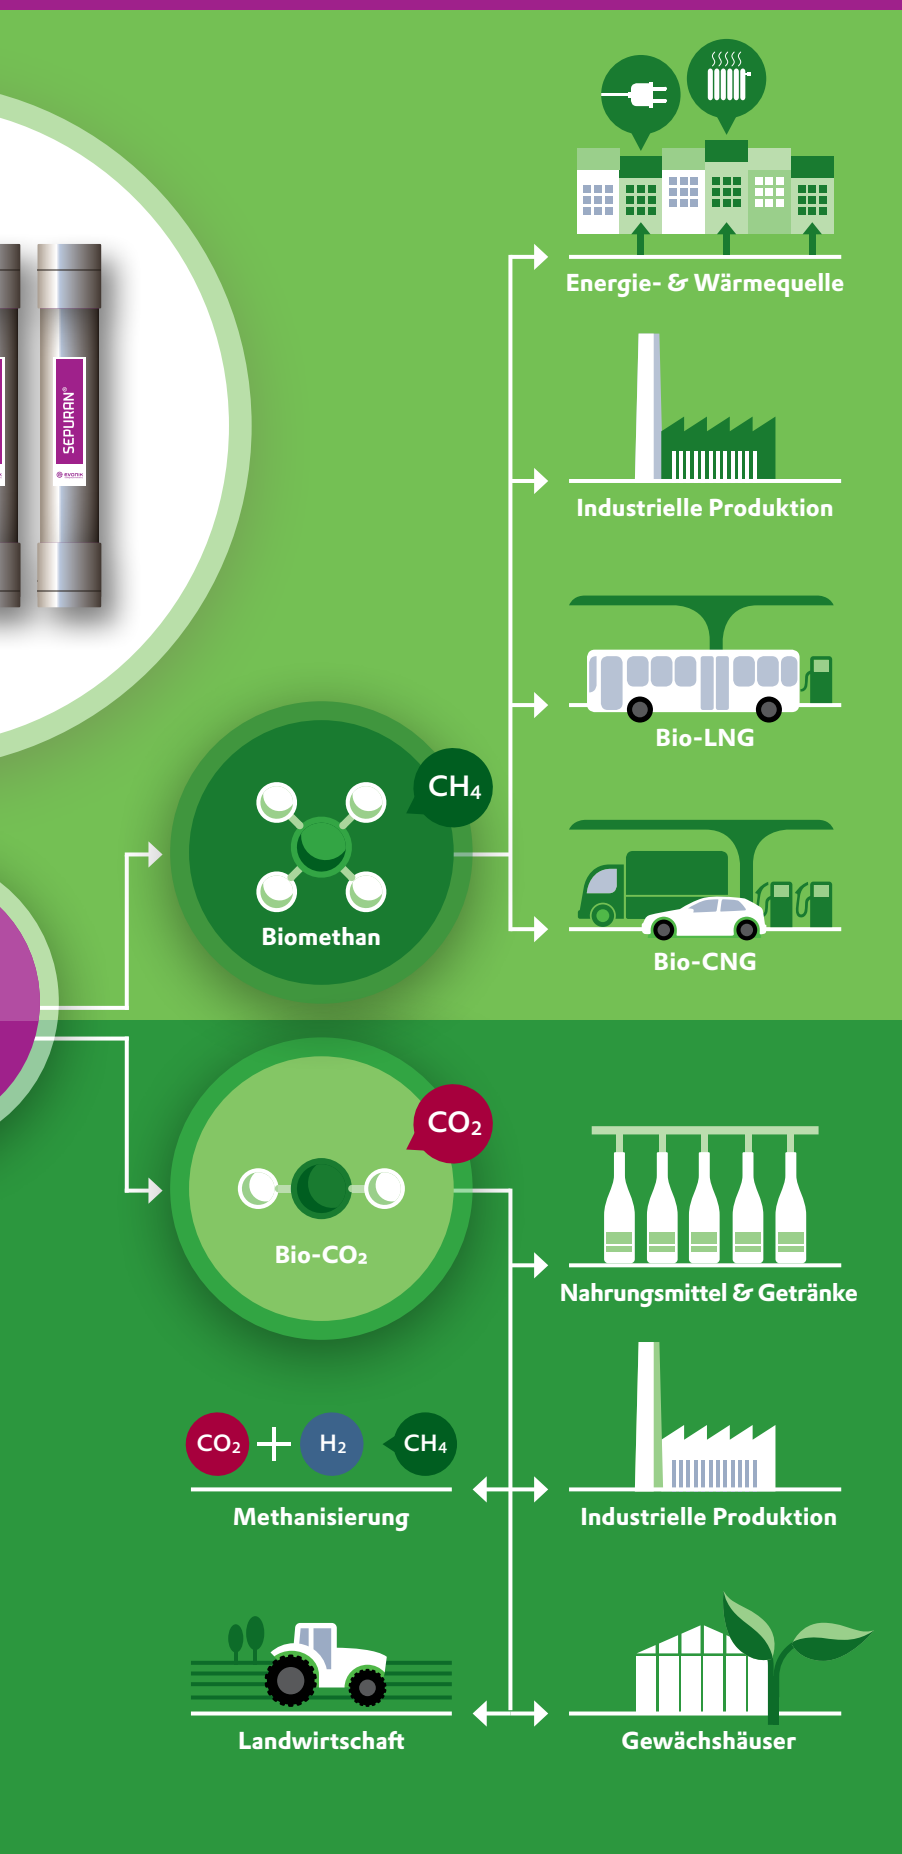 Energie- & Wärmequelle
SEPURAN®
EVONIK
Industrielle Produktion
Bio-LNG
CH₄
Biomethan
Bio-CNG
CO₂
Bio-CO₂
Nahrungsmittel & Getränke
CO₂ + H₂ CH₄
Methanisierung
Industrielle Produktion
Landwirtschaft
Gewächshäuser